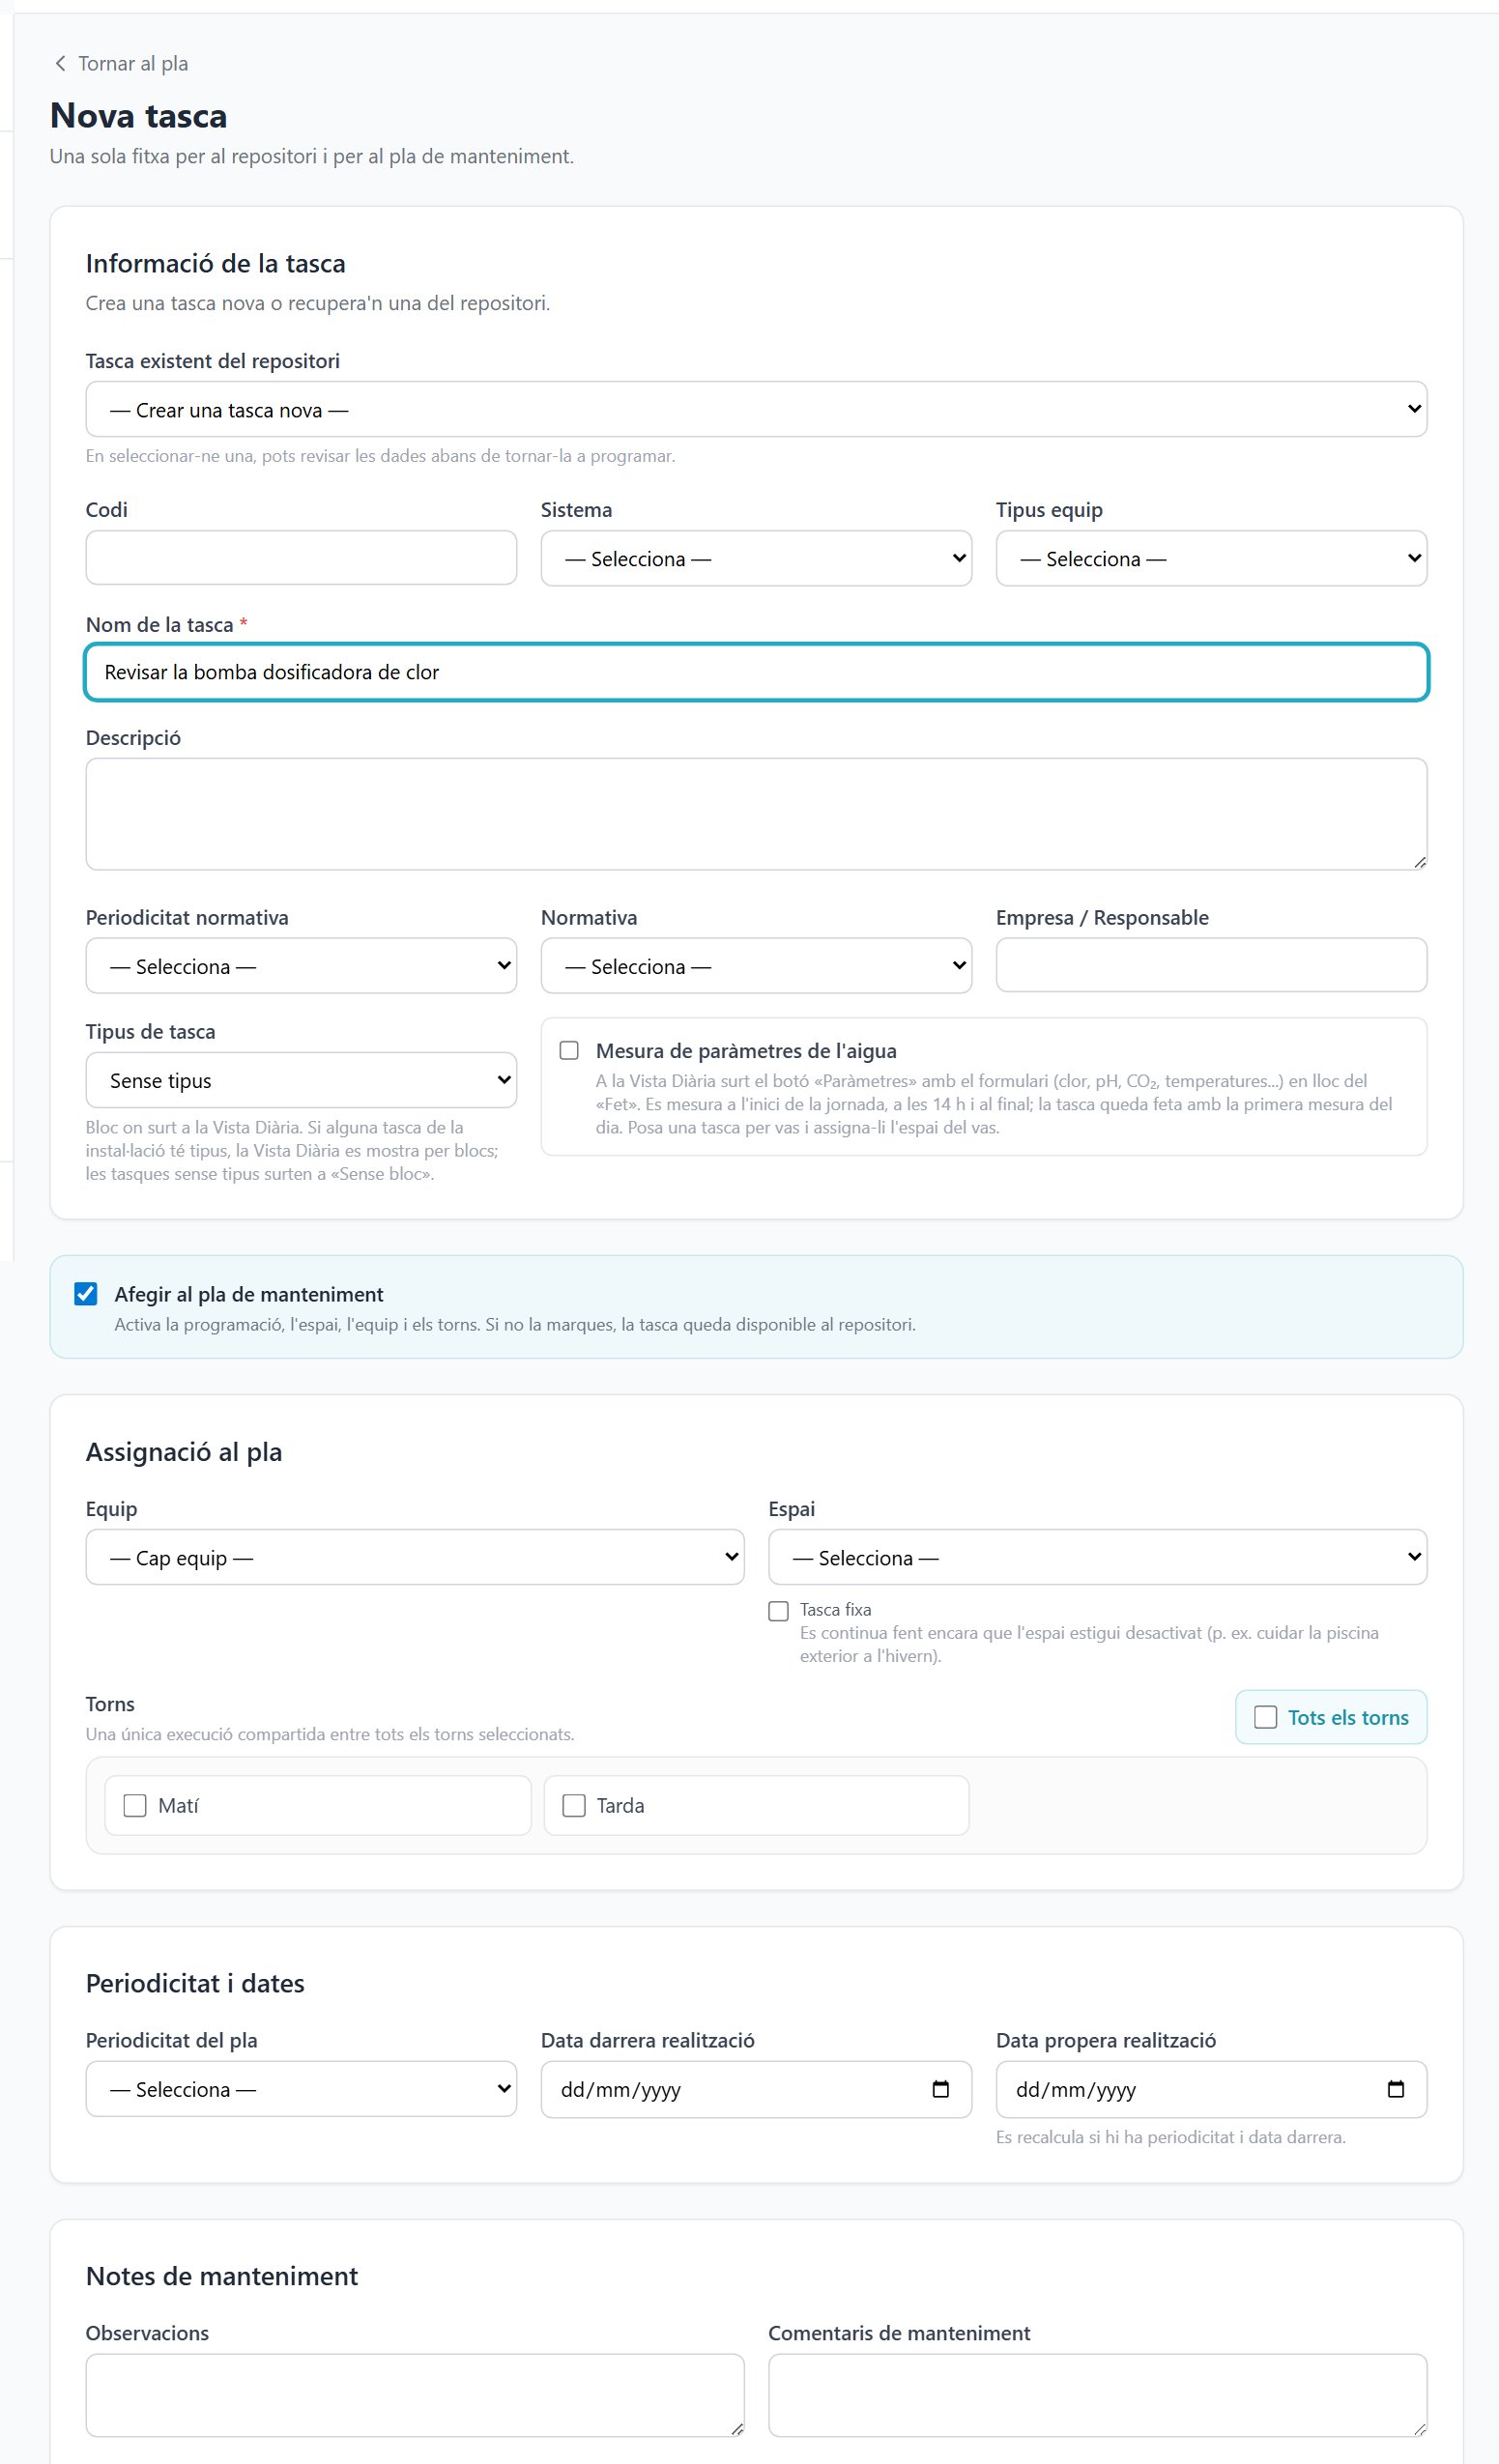 Tornar al pla
Nova tasca
Una sola fitxa per al repositori i per al pla de manteniment.
Informació de la tasca
Crea una tasca nova o recupera'n una del repositori.
Tasca existent del repositori
— Crear una tasca nova —
En seleccionar-ne una, pots revisar les dades abans de tornar-la a programar.
Codi
Sistema
Tipus equip
— Selecciona —
— Selecciona —
Nom de la tasca *
Revisar la bomba dosificadora de clor
Descripció
Periodicitat normativa
Normativa
Empresa / Responsable
— Selecciona —
— Selecciona —
Tipus de tasca
Sense tipus
Bloc on surt a la Vista Diària. Si alguna tasca de la
instal·lació té tipus, la Vista Diària es mostra per blocs;
les tasques sense tipus surten a «Sense bloc».
Mesura de paràmetres de l'aigua
A la Vista Diària surt el botó «Paràmetres» amb el formulari (clor, pH, CO₂, temperatures...) en lloc del
«Fet». Es mesura a l'inici de la jornada, a les 14 h i al final; la tasca queda feta amb la primera mesura del
dia. Posa una tasca per vas i assigna-li l'espai del vas.
Afegir al pla de manteniment
Activa la programació, l'espai, l'equip i els torns. Si no la marques, la tasca queda disponible al repositori.
Assignació al pla
Equip
Espai
— Cap equip —
— Selecciona —
Tasca fixa
Es continua fent encara que l'espai estigui desactivat (p. ex. cuidar la piscina
exterior a l'hivern).
Torns
Una única execució compartida entre tots els torns seleccionats.
Tots els torns
Matí
Tarda
Periodicitat i dates
Periodicitat del pla
Data darrera realització
Data propera realització
— Selecciona —
dd/mm/yyyy
dd/mm/yyyy
Es recalcula si hi ha periodicitat i data darrera.
Notes de manteniment
Observacions
Comentaris de manteniment